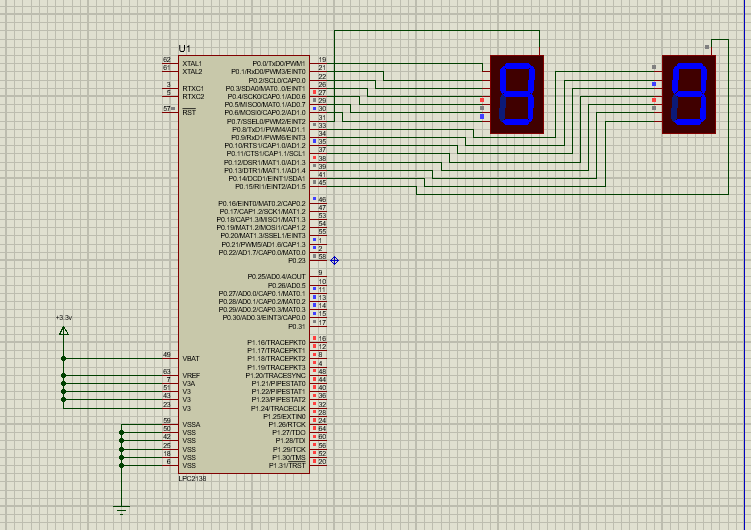 U1
62 XTAL1 P0.0/TxD0/PWM1 19
61 XTAL2 P0.1/RxD0/PWM3/EINT0 21
P0.2/SCL0/CAP0.0 22
3 RTXC1 P0.3/SDA0/MAT0.0/EINT1 26
5 RTXC2 P0.4/SCK0/CAP0.1/AD0.6 27
P0.5/MISO0/MAT0.1/AD0.7 29
57 RST P0.6/MOSI0/CAP0.2/AD1.0 30
P0.7/SSEL0/PWM2/EINT2 31
P0.8/TxD1/PWM4/AD1.1 33
P0.9/RxD1/PWM6/EINT3 34
P0.10/RTS1/CAP1.0/AD1.2 35
P0.11/CTS1/CAP1.1/SCL1 37
P0.12/DSR1/MAT1.0/AD1.3 38
P0.13/DTR1/MAT1.1/AD1.4 39
P0.14/DCD1/EINT1/SDA1 41
P0.15/RI1/EINT2/AD1.5 45
P0.16/EINT0/MAT0.2/CAP0.2 46
P0.17/CAP1.2/SCK1/MAT1.2 47
P0.18/CAP1.3/MISO1/MAT1.3 53
P0.19/MAT1.2/MOSI1/CAP1.2 54
P0.20/MAT1.3/SSEL1/EINT3 55
P0.21/PWM5/AD1.6/CAP1.3 1
P0.22/AD1.7/CAP0.0/MAT0.0 2
P0.23 58
P0.25/AD0.4/AOUT 9
P0.26/AD0.5 10
P0.27/AD0.0/CAP0.1/MAT0.1 11
P0.28/AD0.1/CAP0.2/MAT0.2 13
P0.29/AD0.2/CAP0.3/MAT0.3 14
P0.30/AD0.3/EINT3/CAP0.0 15
+3.3v
P0.31 17
P1.16/TRACEPKT0 16
P1.17/TRACEPKT1 12
49 VBAT P1.18/TRACEPKT2 8
P1.19/TRACEPKT3 4
63 VREF P1.20/TRACESYNC 48
7 V3A P1.21/PIPESTAT0 44
51 V3 P1.22/PIPESTAT1 40
43 V3 P1.23/PIPESTAT2 36
23 V3 P1.24/TRACECLK 32
P1.25/EXTIN0 28
59 VSSA P1.26/RTCK 24
50 VSS P1.27/TDO 64
42 VSS P1.28/TDI 60
25 VSS P1.29/TCK 56
18 VSS P1.30/TMS 52
6 VSS P1.31/TRST 20
LPC2138